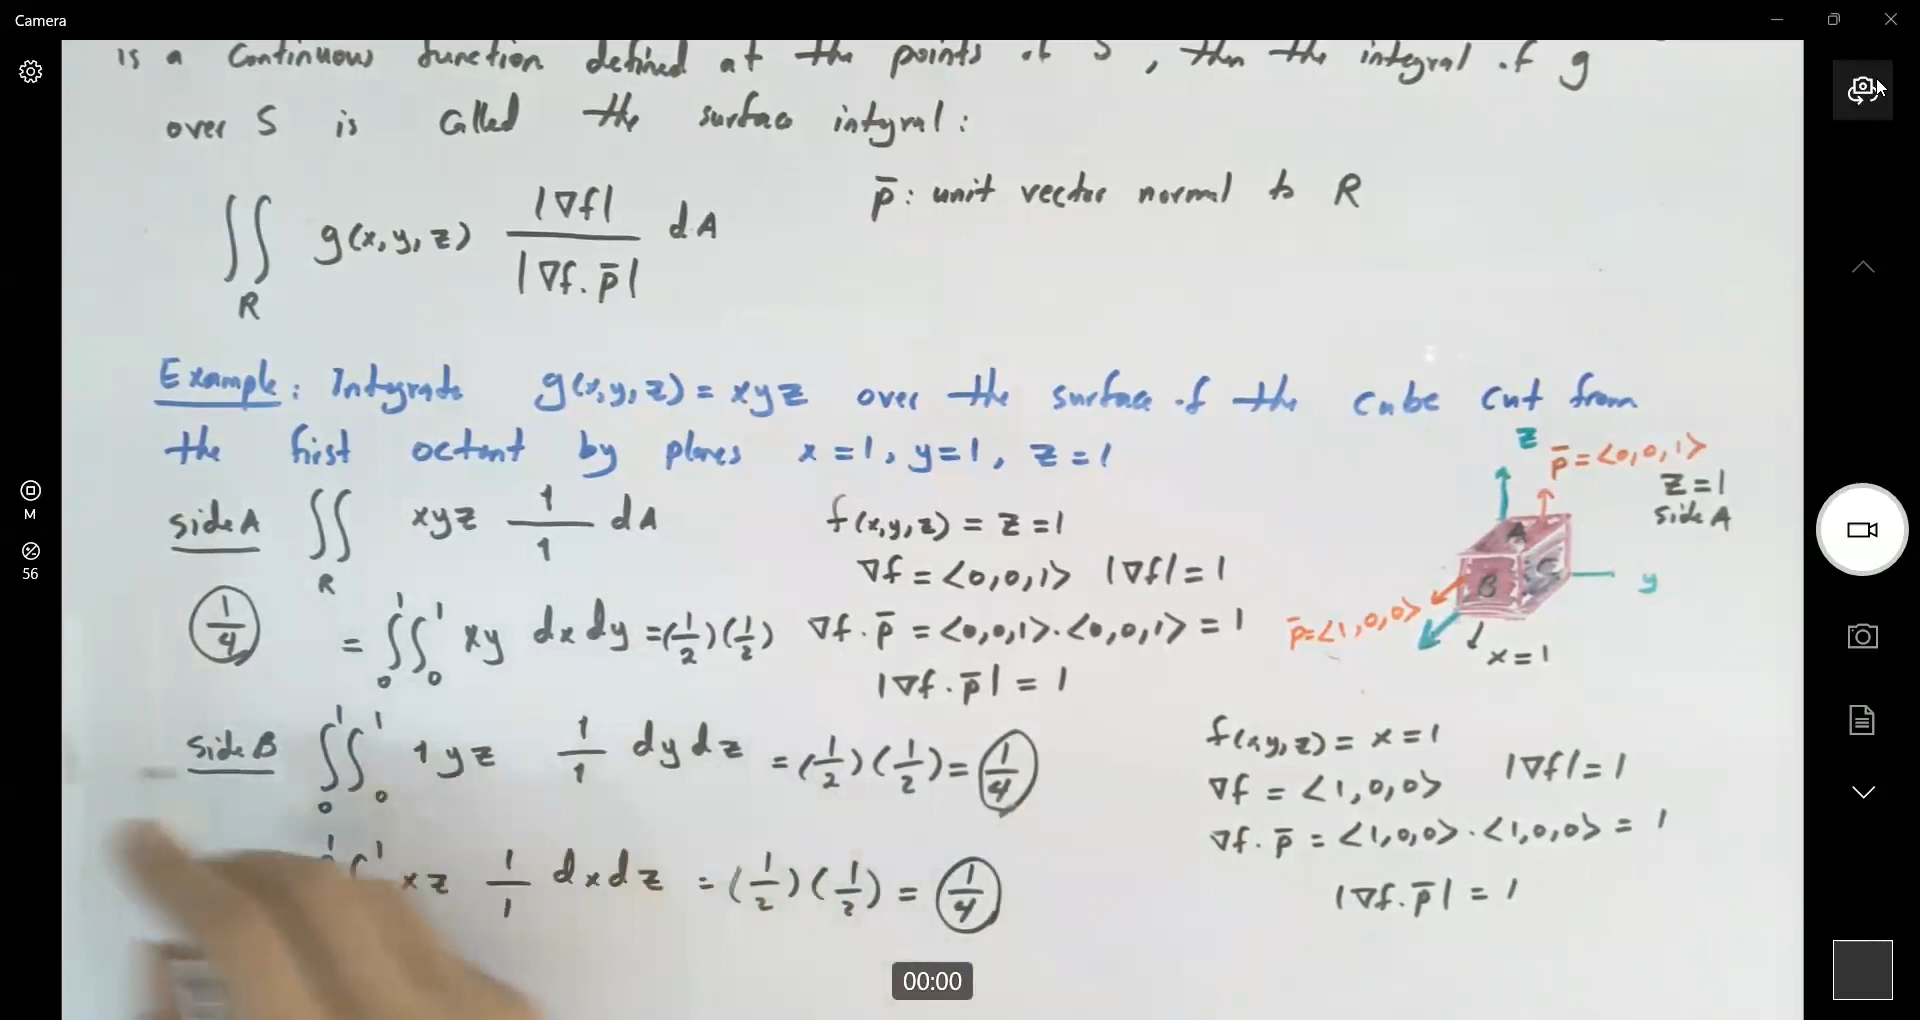 Camera
is a continuous function defined at the points of S, then the integral of g
over S is called the surface integral:
p̄: unit vector normal to R
∬ g(x,y,z) |∇f| / |∇f.p̄| dA
R
Example: Integrate g(x,y,z) = xyz over the surface of the cube cut from
the first octant by planes x=1, y=1, z=1
z
p̄=<0,0,1>
z=1
side A
side A ∬ xyz 1/1 dA
R
f(x,y,z) = z = 1
∇f = <0,0,1> |∇f| = 1
A
B
C
y
p̄=<1,0,0>
x=1
1/4
= ∫₀¹∫₀¹ xy dx dy = (1/2)(1/2)
∇f.p̄ = <0,0,1>.<0,0,1> = 1
|∇f.p̄| = 1
side B ∫₀¹∫₀¹ 1yz 1/1 dy dz = (1/2)(1/2) = 1/4
f(x,y,z) = x = 1
∇f = <1,0,0> |∇f| = 1
∇f.p̄ = <1,0,0>.<1,0,0> = 1
|∇f.p̄| = 1
xz 1/1 dx dz = (1/2)(1/2) = 1/4
M
56
00:00